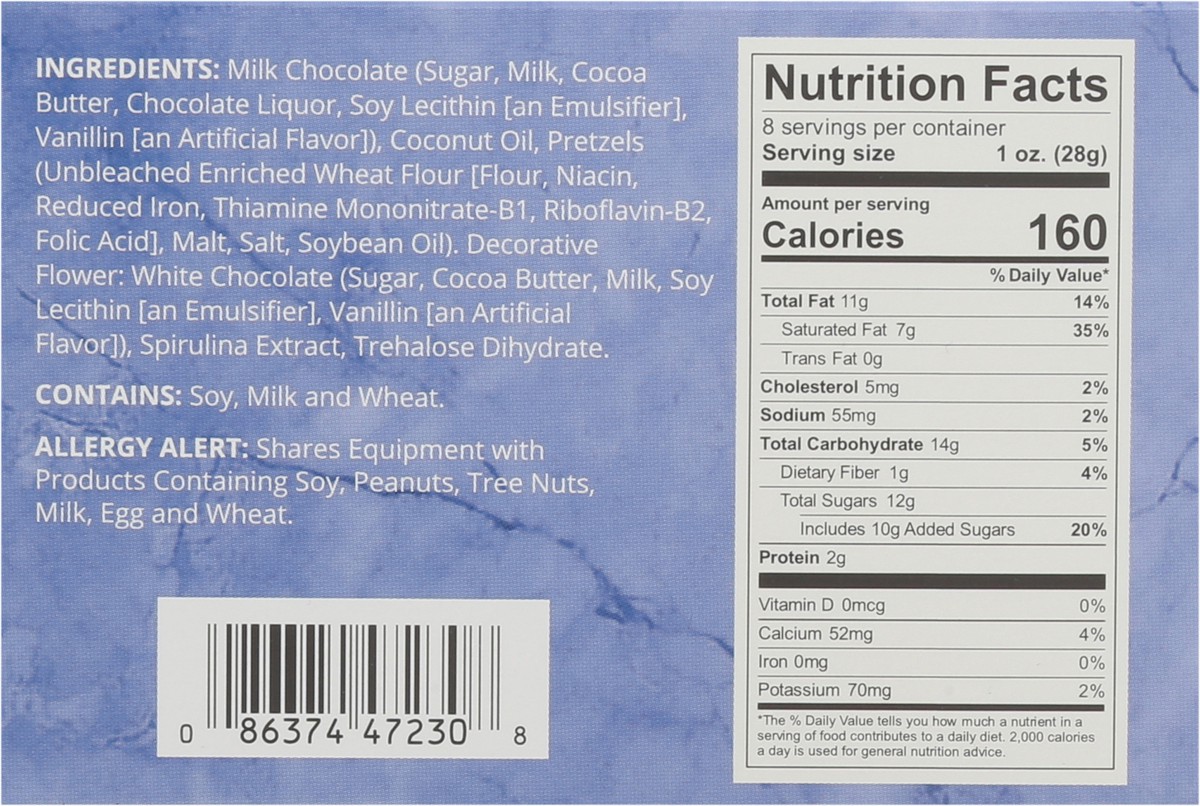 INGREDIENTS: Milk Chocolate (Sugar, Milk, Cocoa
Butter, Chocolate Liquor, Soy Lecithin [an Emulsifier],
Vanillin [an Artificial Flavor]), Coconut Oil, Pretzels
(Unbleached Enriched Wheat Flour [Flour, Niacin,
Reduced Iron, Thiamine Mononitrate-B1, Riboflavin-B2,
Folic Acid], Malt, Salt, Soybean Oil). Decorative
Flower: White Chocolate (Sugar, Cocoa Butter, Milk, Soy
Lecithin [an Emulsifier], Vanillin [an Artificial
Flavor]), Spirulina Extract, Trehalose Dihydrate.
CONTAINS: Soy, Milk and Wheat.
ALLERGY ALERT: Shares Equipment with
Products Containing Soy, Peanuts, Tree Nuts,
Milk, Egg and Wheat.
0 86374 47230 8
Nutrition Facts
8 servings per container
Serving size 1 oz. (28g)
Amount per serving
Calories 160
% Daily Value*
Total Fat 11g 14%
Saturated Fat 7g 35%
Trans Fat 0g
Cholesterol 5mg 2%
Sodium 55mg 2%
Total Carbohydrate 14g 5%
Dietary Fiber 1g 4%
Total Sugars 12g
Includes 10g Added Sugars 20%
Protein 2g
Vitamin D 0mcg 0%
Calcium 52mg 4%
Iron 0mg 0%
Potassium 70mg 2%
*The % Daily Value tells you how much a nutrient in a
serving of food contributes to a daily diet. 2,000 calories
a day is used for general nutrition advice.